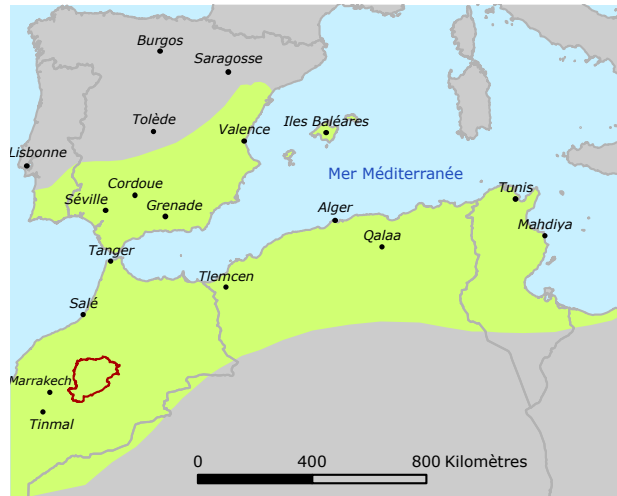 Burgos
Saragosse
Tolède
Iles Baléares
Valence
Lisbonne
Mer Méditerranée
Cordoue
Tunis
Séville
Grenade
Alger
Mahdiya
Qalaa
Tanger
Tlemcen
Salé
Marrakech
Tinmal
0 400 800 Kilomètres